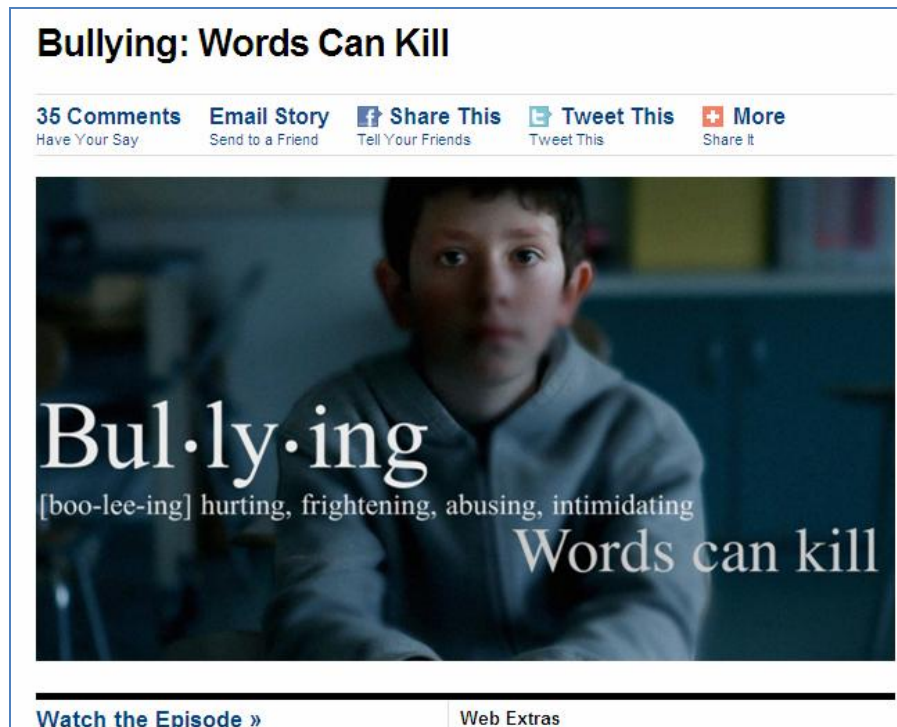 Bullying: Words Can Kill
35 Comments Email Story Share This Tweet This More
Have Your Say Send to a Friend Tell Your Friends Tweet This Share It
Bul·ly·ing
[boo-lee-ing] hurting, frightening, abusing, intimidating
Words can kill
Watch the Episode » Web Extras